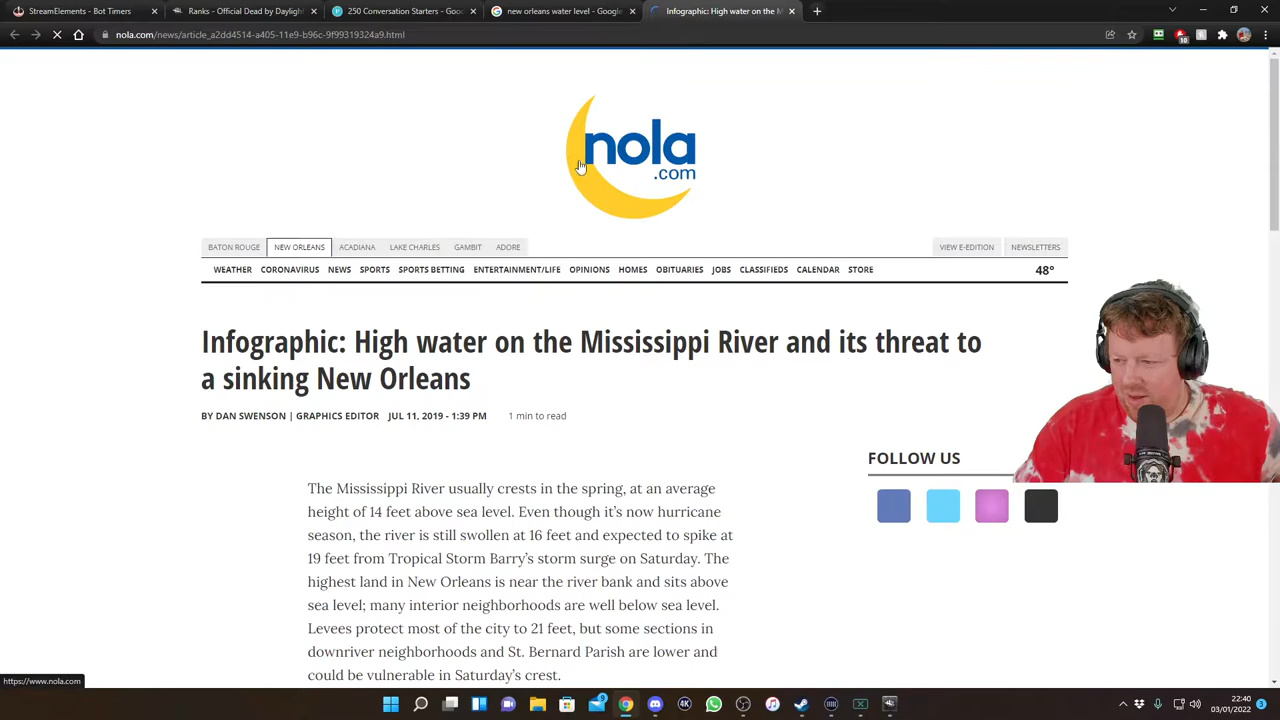 StreamElements - Bot Timers
Ranks - Official Dead by Daylight
250 Conversation Starters - Goo
new orleans water level - Google
Infographic: High water on the M
nola.com/news/article_a2dd4514-a405-11e9-b96c-9f99319324a9.html
10
nola
.com
BATON ROUGE NEW ORLEANS ACADIANA LAKE CHARLES GAMBIT ADORE VIEW E-EDITION NEWSLETTERS
WEATHER CORONAVIRUS NEWS SPORTS SPORTS BETTING ENTERTAINMENT/LIFE OPINIONS HOMES OBITUARIES JOBS CLASSIFIEDS CALENDAR STORE 48°
Infographic: High water on the Mississippi River and its threat to
a sinking New Orleans
BY DAN SWENSON | GRAPHICS EDITOR JUL 11, 2019 - 1:39 PM 1 min to read
FOLLOW US
The Mississippi River usually crests in the spring, at an average
height of 14 feet above sea level. Even though it's now hurricane
season, the river is still swollen at 16 feet and expected to spike at
19 feet from Tropical Storm Barry's storm surge on Saturday. The
highest land in New Orleans is near the river bank and sits above
sea level; many interior neighborhoods are well below sea level.
Levees protect most of the city to 21 feet, but some sections in
downriver neighborhoods and St. Bernard Parish are lower and
could be vulnerable in Saturday's crest.
https://www.nola.com
4K
22:40
03/01/2022